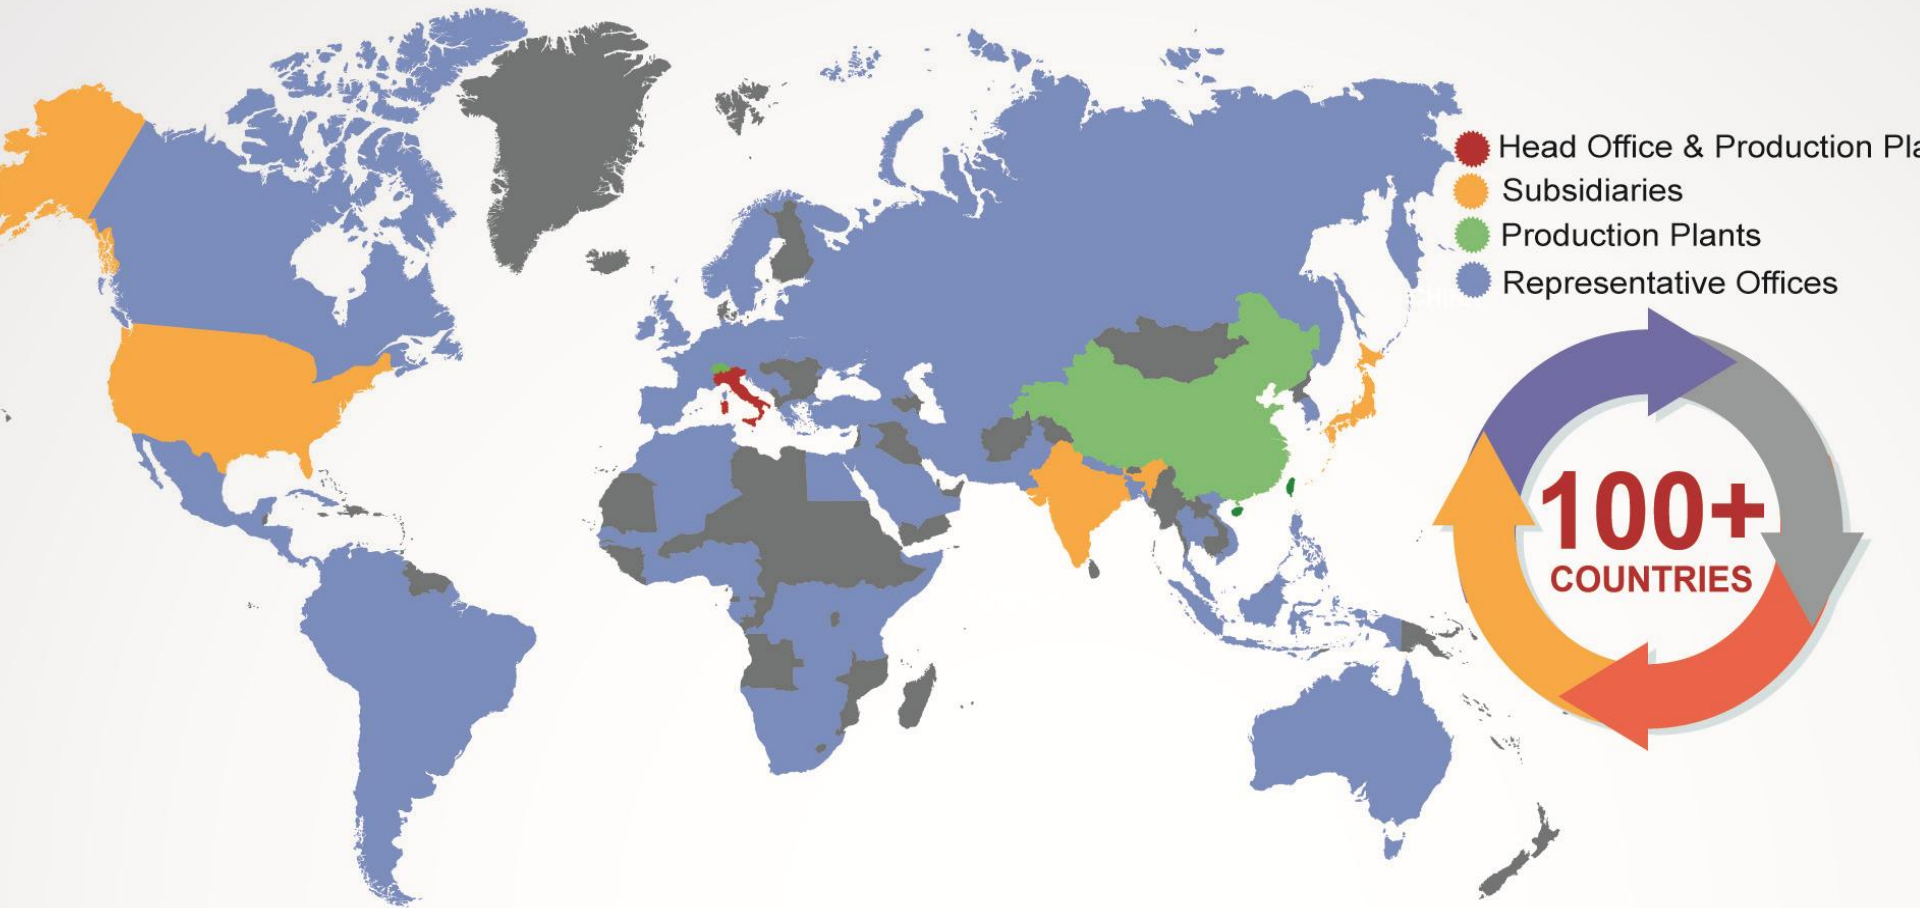 Head Office & Production Pla
Subsidiaries
Production Plants
Representative Offices
100+
COUNTRIES